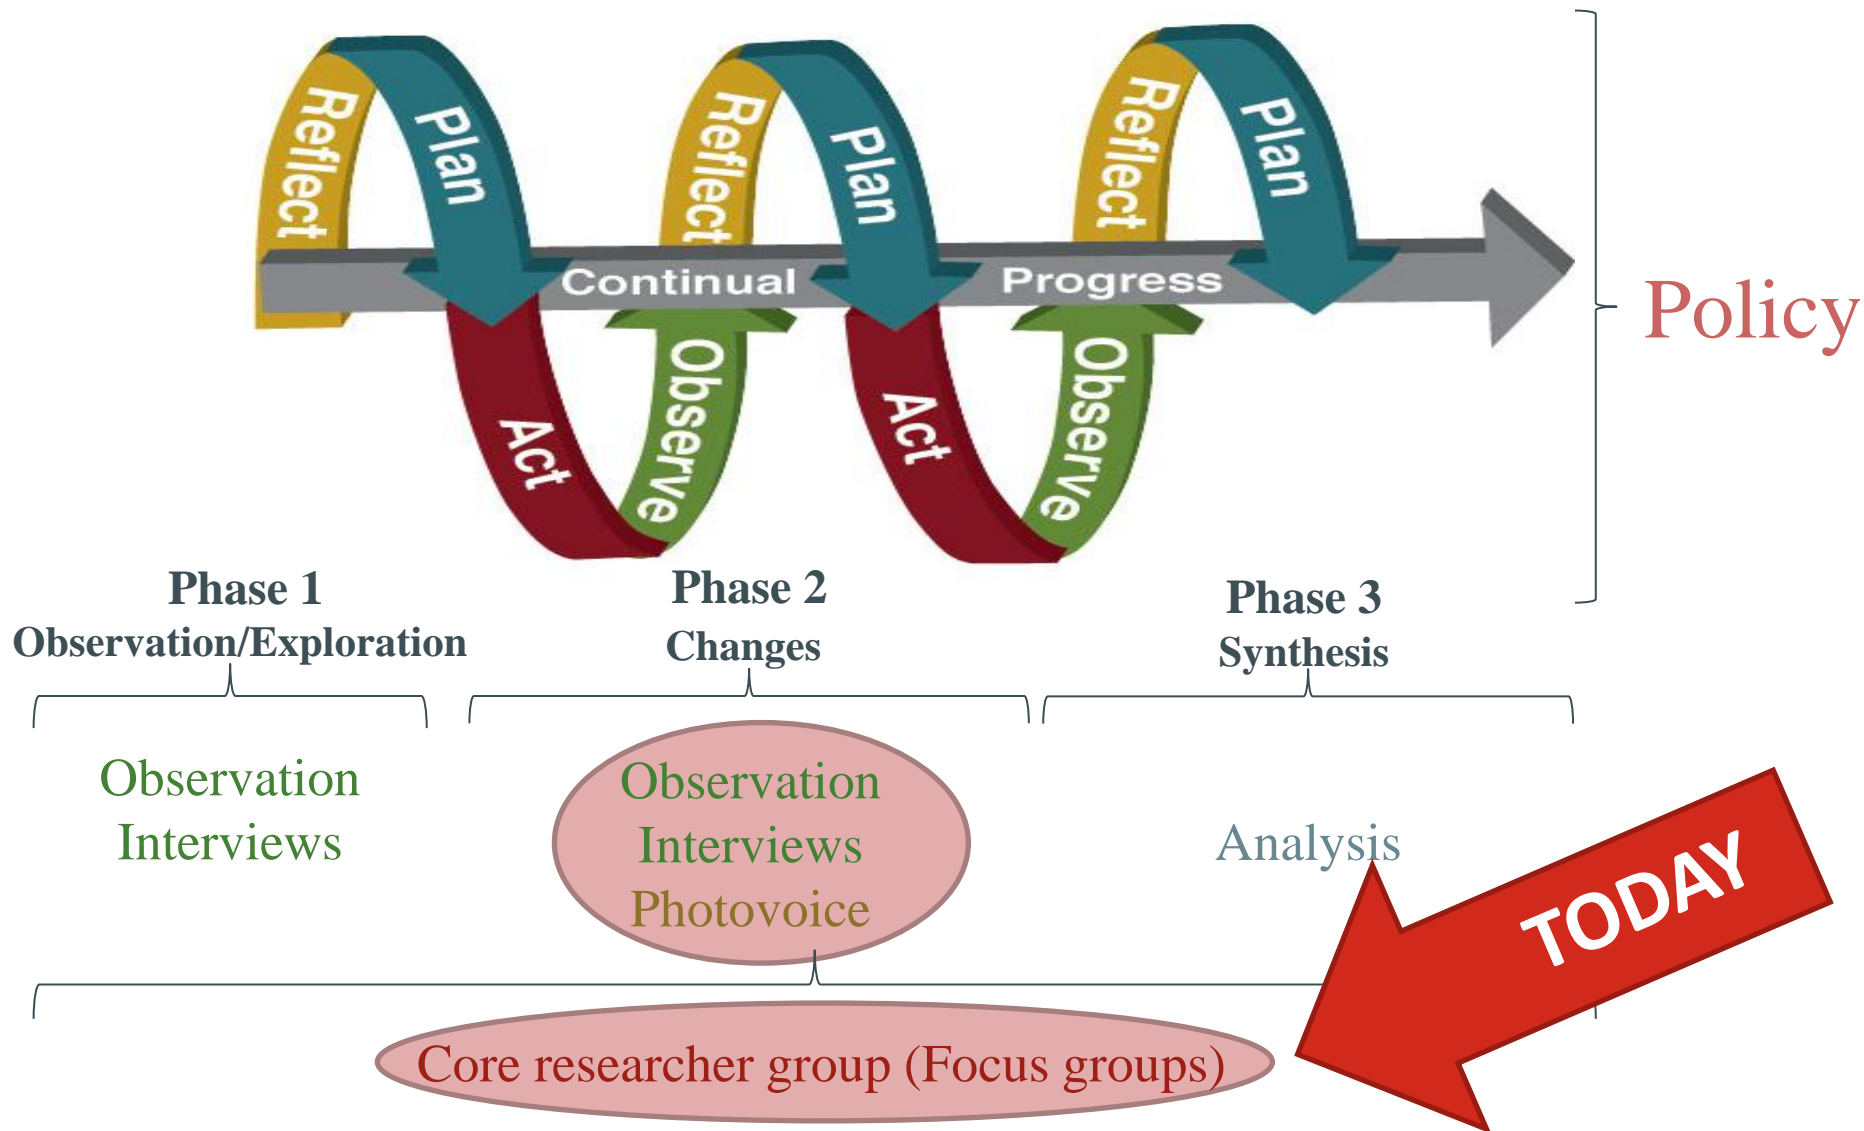 Reflect
Plan
Reflect
Plan
Reflect
Plan
Continual Progress
Act
Observe
Act
Observe
Policy
Phase 1
Observation/Exploration
Phase 2
Changes
Phase 3
Synthesis
Observation
Interviews
Observation
Interviews
Photovoice
Analysis
TODAY
Core researcher group (Focus groups)